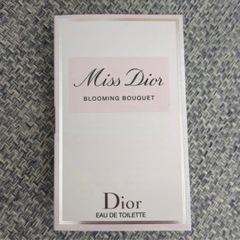 Miss Dior
BLOOMING BOUQUET
Dior
EAU DE TOILETTE